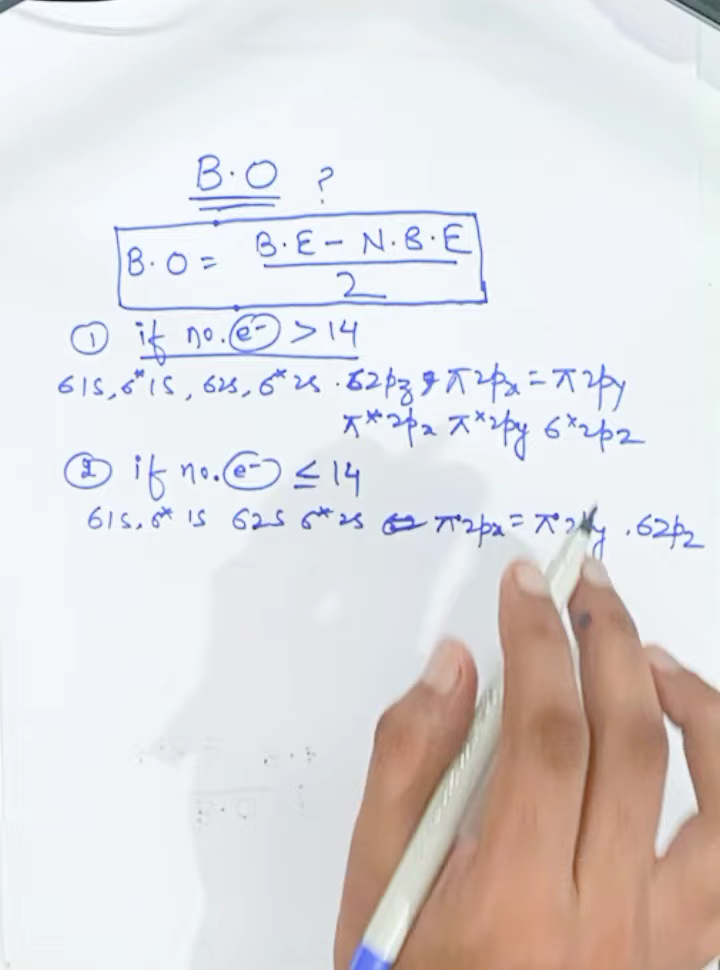 B.O ?
B.O = B.E - N.B.E / 2
① if no. e- > 14
σ1s, σ*1s, σ2s, σ*2s . σ2pz π2px = π2py
π*2px π*2py σ*2pz
② if no. e- ≤ 14
σ1s, σ* 1s σ2s σ*2s π2px = π2py . σ2pz